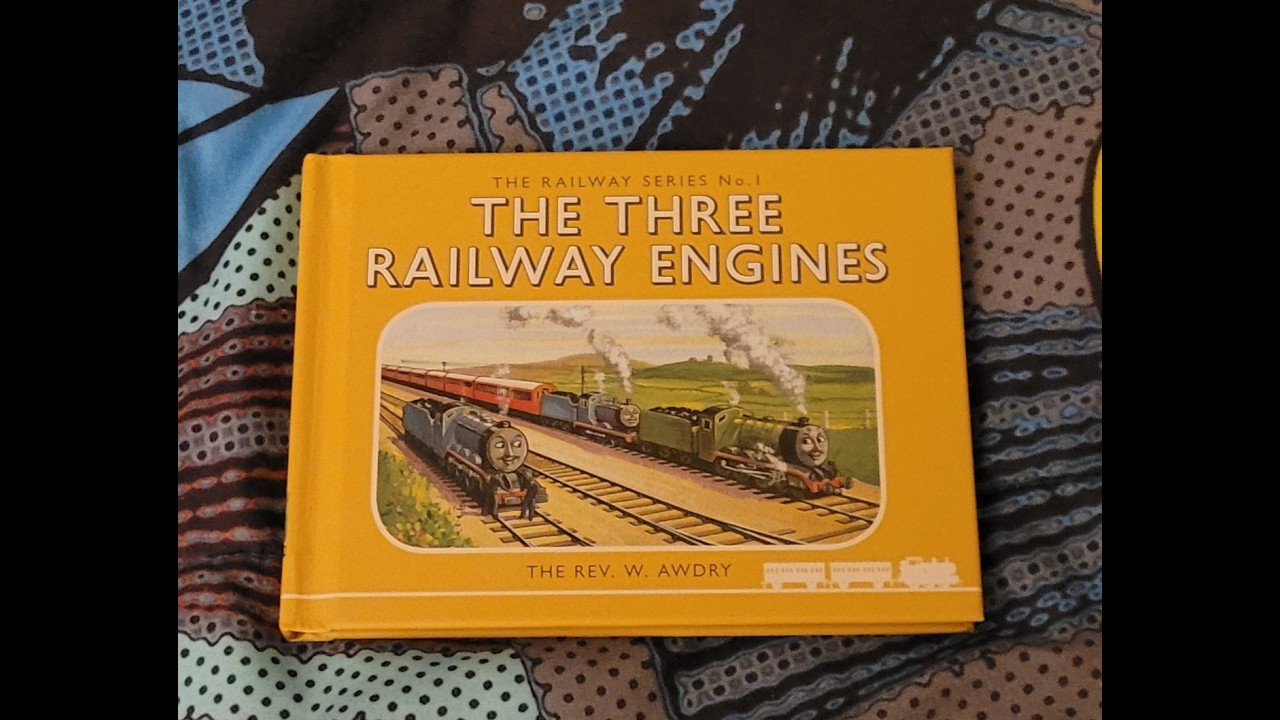 THE RAILWAY SERIES No.1
THE THREE
RAILWAY ENGINES
THE REV. W. AWDRY